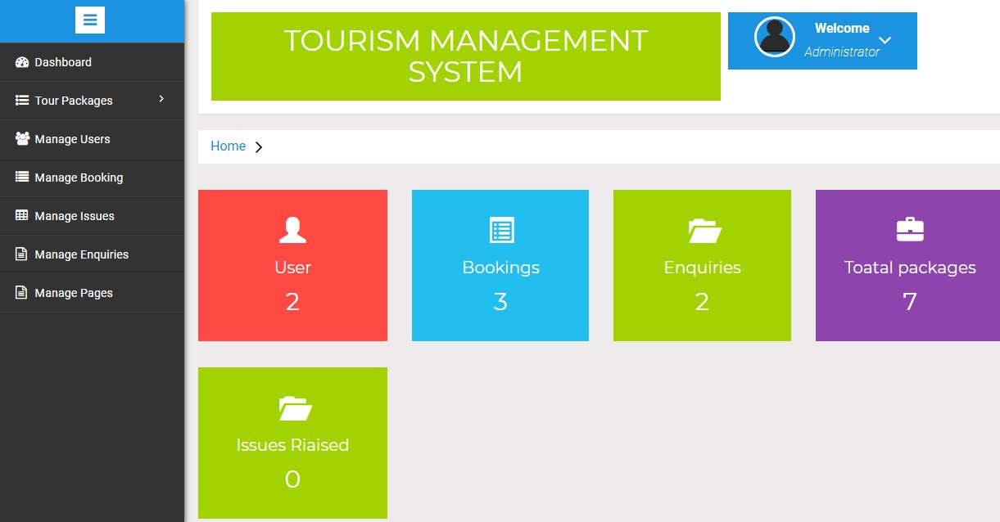 TOURISM MANAGEMENT
SYSTEM
Welcome
Administrator
Dashboard
Tour Packages
Manage Users
Manage Booking
Manage Issues
Manage Enquiries
Manage Pages
Home
User
2
Bookings
3
Enquiries
2
Toatal packages
7
Issues Riaised
0